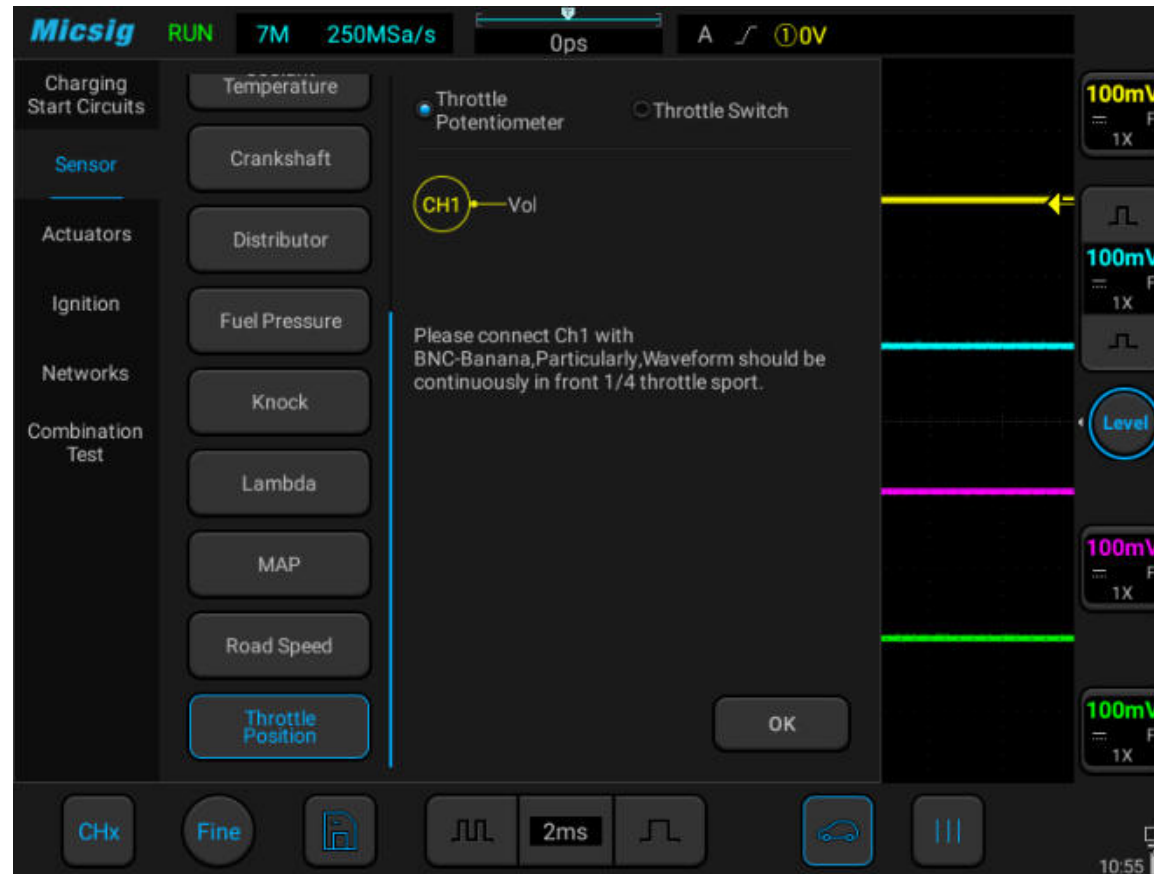 Micsig RUN 7M 250MSa/s 0ps A ①0V
Charging
Start Circuits
Sensor
Actuators
Ignition
Networks
Combination
Test
Temperature
Crankshaft
Distributor
Fuel Pressure
Knock
Lambda
MAP
Road Speed
Throttle
Position
Throttle
Potentiometer
Throttle Switch
CH1 Vol
Please connect Ch1 with
BNC-Banana,Particularly,Waveform should be
continuously in front 1/4 throttle sport.
OK
100mV
F
1X
100mV
F
1X
Level
100mV
F
1X
100mV
F
1X
CHx
Fine
2ms
10:55